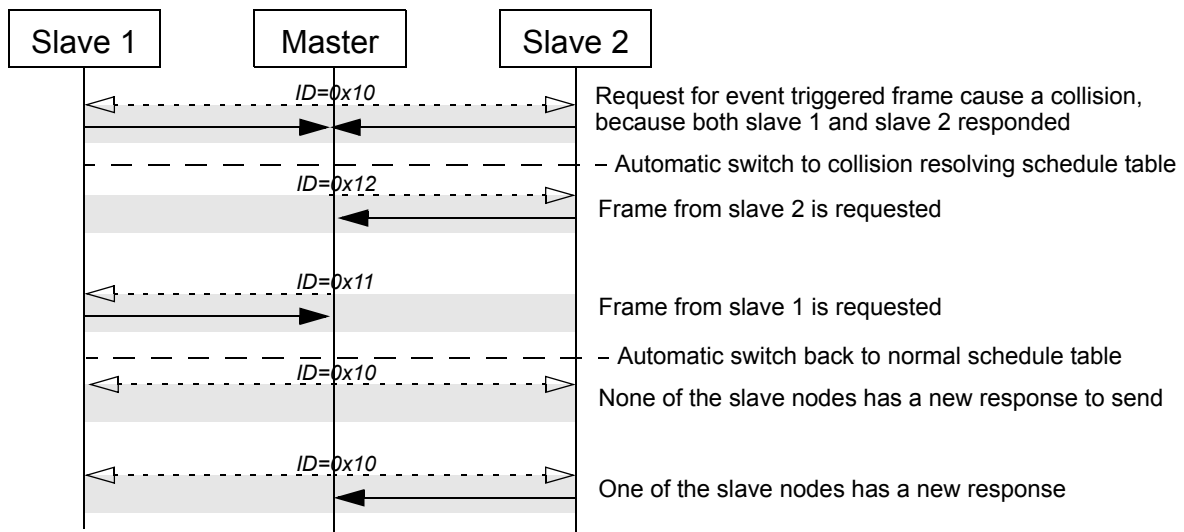 Slave 1
Master
Slave 2
ID=0x10
Request for event triggered frame cause a collision,
because both slave 1 and slave 2 responded
Automatic switch to collision resolving schedule table
ID=0x12
Frame from slave 2 is requested
ID=0x11
Frame from slave 1 is requested
Automatic switch back to normal schedule table
ID=0x10
None of the slave nodes has a new response to send
ID=0x10
One of the slave nodes has a new response